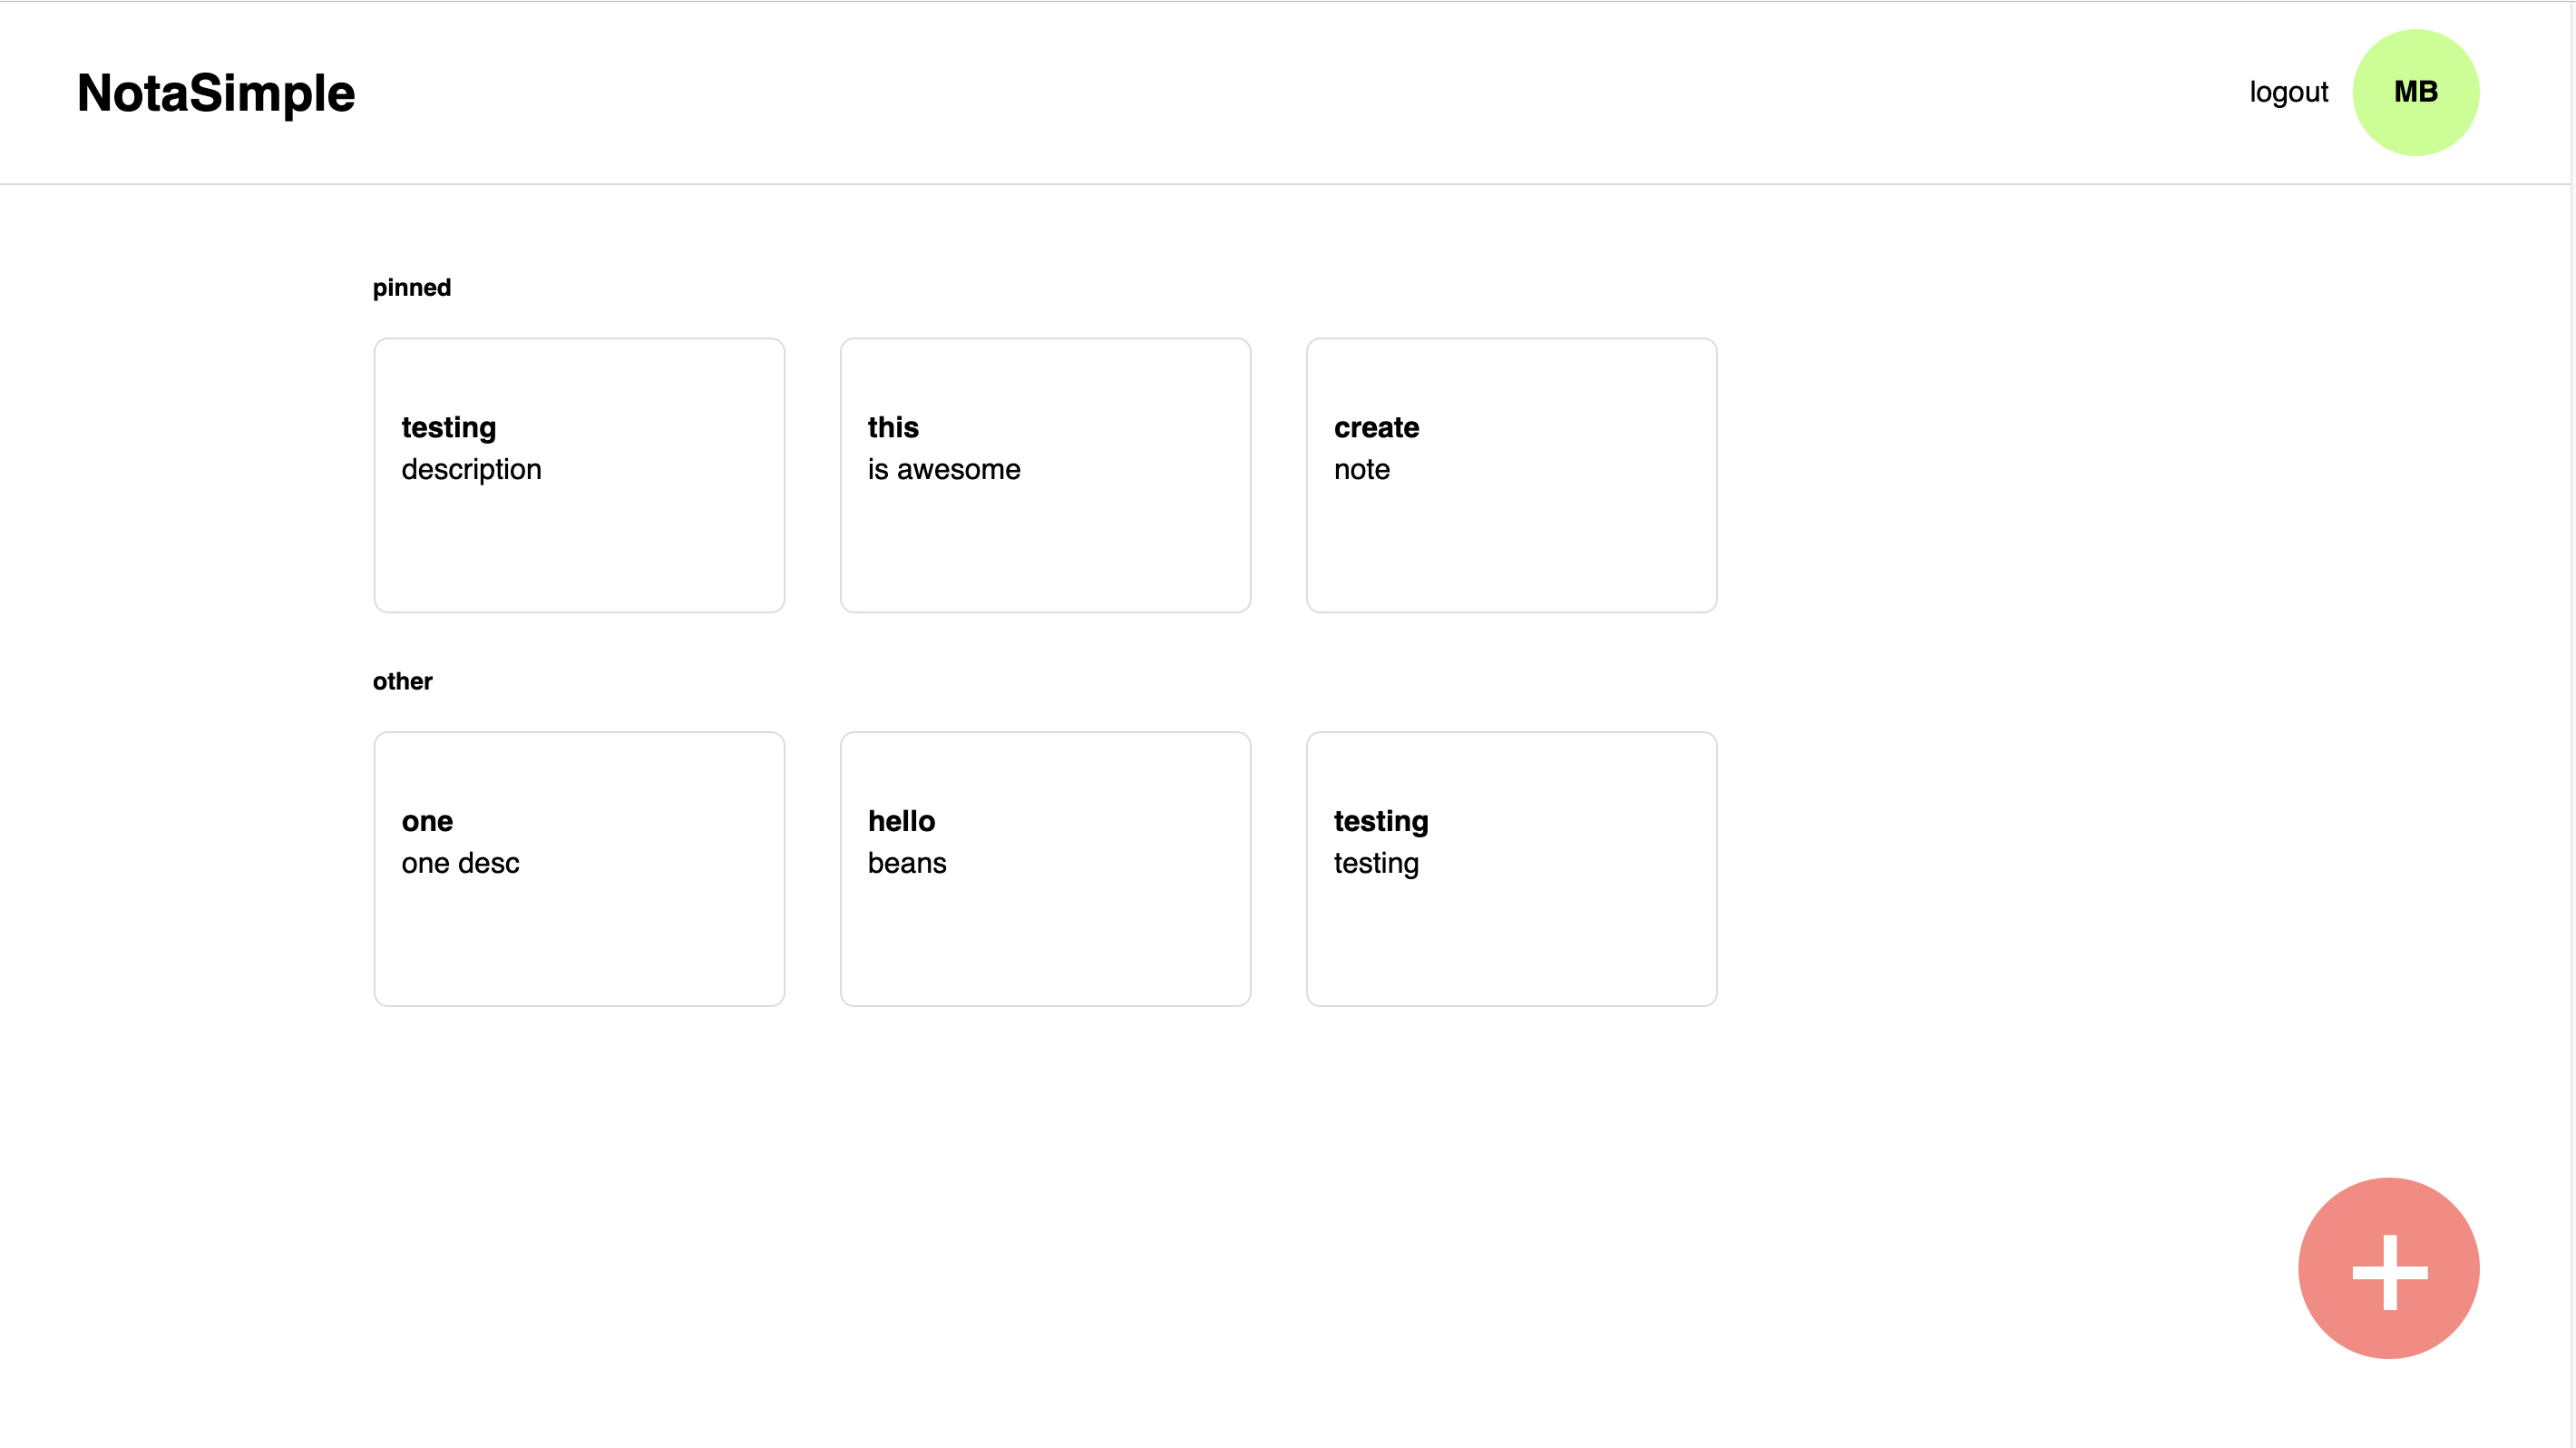 NotaSimple
logout
MB
pinned
testing
description
this
is awesome
create
note
other
one
one desc
hello
beans
testing
testing